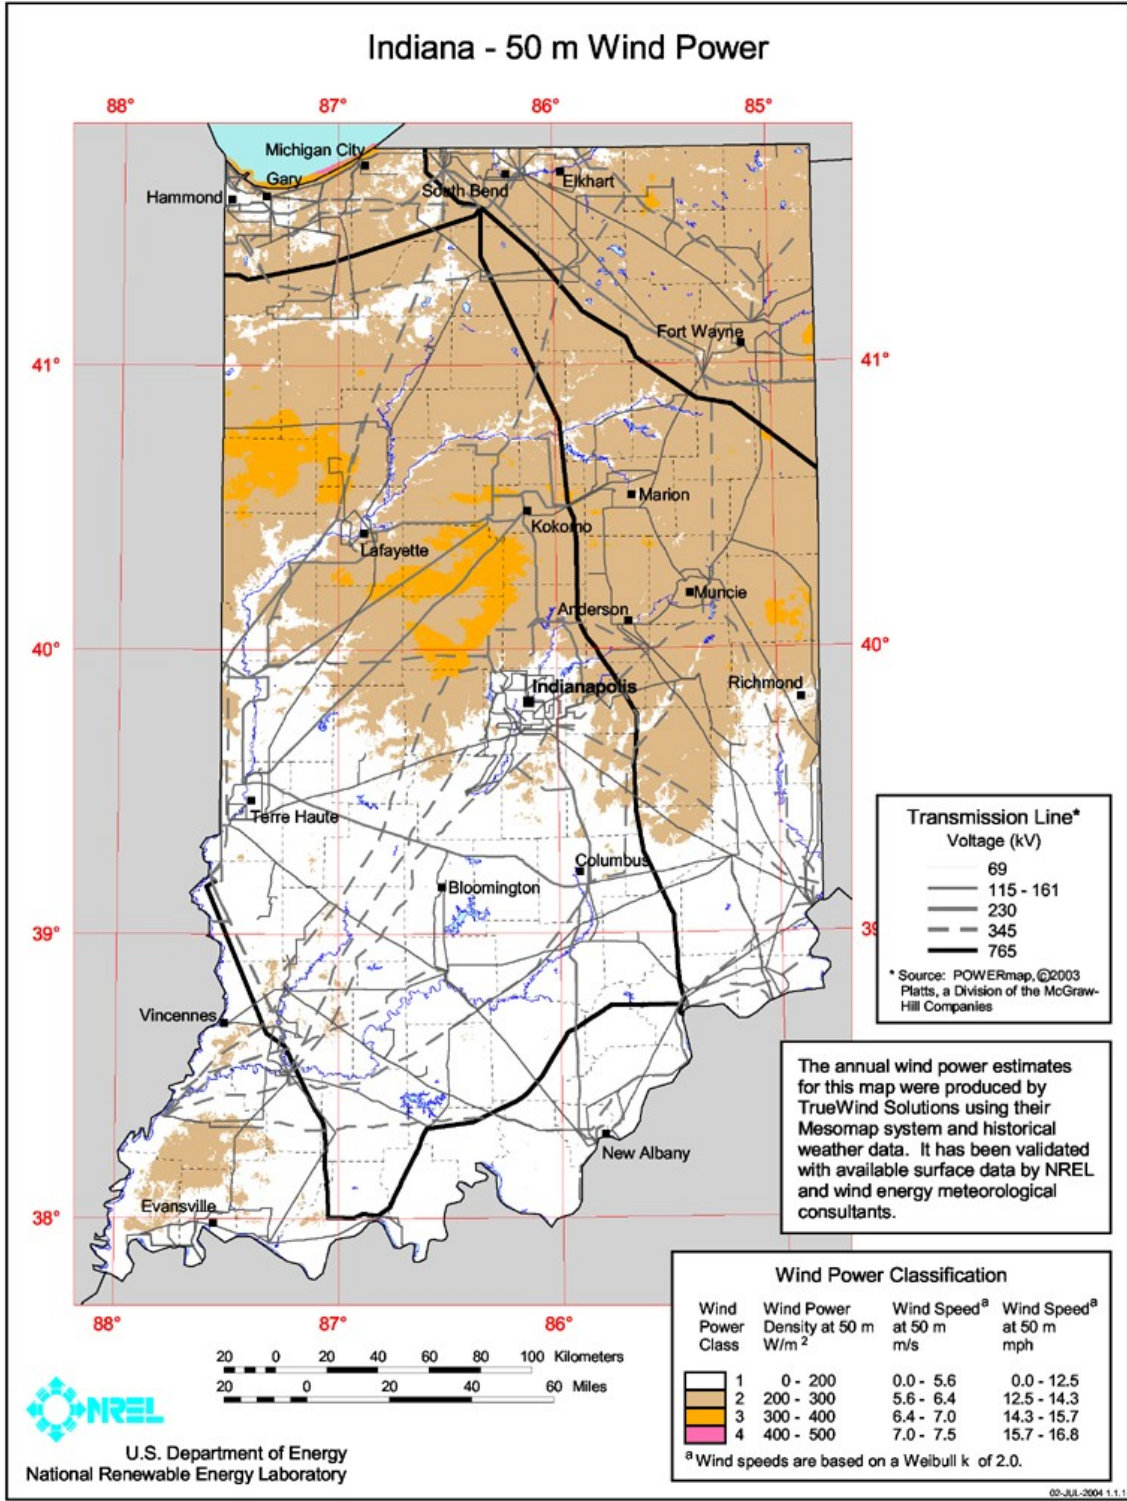 Indiana - 50 m Wind Power
88° 87° 86° 85°
Michigan City
Gary
Hammond
South Bend
Elkhart
Fort Wayne
41° 41°
Marion
Kokomo
Lafayette
Muncie
Anderson
40° 40°
Richmond
Indianapolis
Terre Haute
Columbus
Bloomington
39° 39
Vincennes
New Albany
Evansville
38°
88° 87° 86°
Transmission Line*
Voltage (kV)
69
115 - 161
230
345
765
* Source: POWERmap, ©2003
Platts, a Division of the McGraw-
Hill Companies
The annual wind power estimates
for this map were produced by
TrueWind Solutions using their
Mesomap system and historical
weather data. It has been validated
with available surface data by NREL
and wind energy meteorological
consultants.
Wind Power Classification
Wind Wind Power Wind Speed a Wind Speed a
Power Density at 50 m at 50 m at 50 m
Class W/m 2 m/s mph
1 0 - 200 0.0 - 5.6 0.0 - 12.5
2 200 - 300 5.6 - 6.4 12.5 - 14.3
3 300 - 400 6.4 - 7.0 14.3 - 15.7
4 400 - 500 7.0 - 7.5 15.7 - 16.8
a Wind speeds are based on a Weibull k of 2.0.
20 0 20 40 60 80 100 Kilometers
20 0 20 40 60 Miles
NREL
U.S. Department of Energy
National Renewable Energy Laboratory
02-JUL-2004 1.1.1